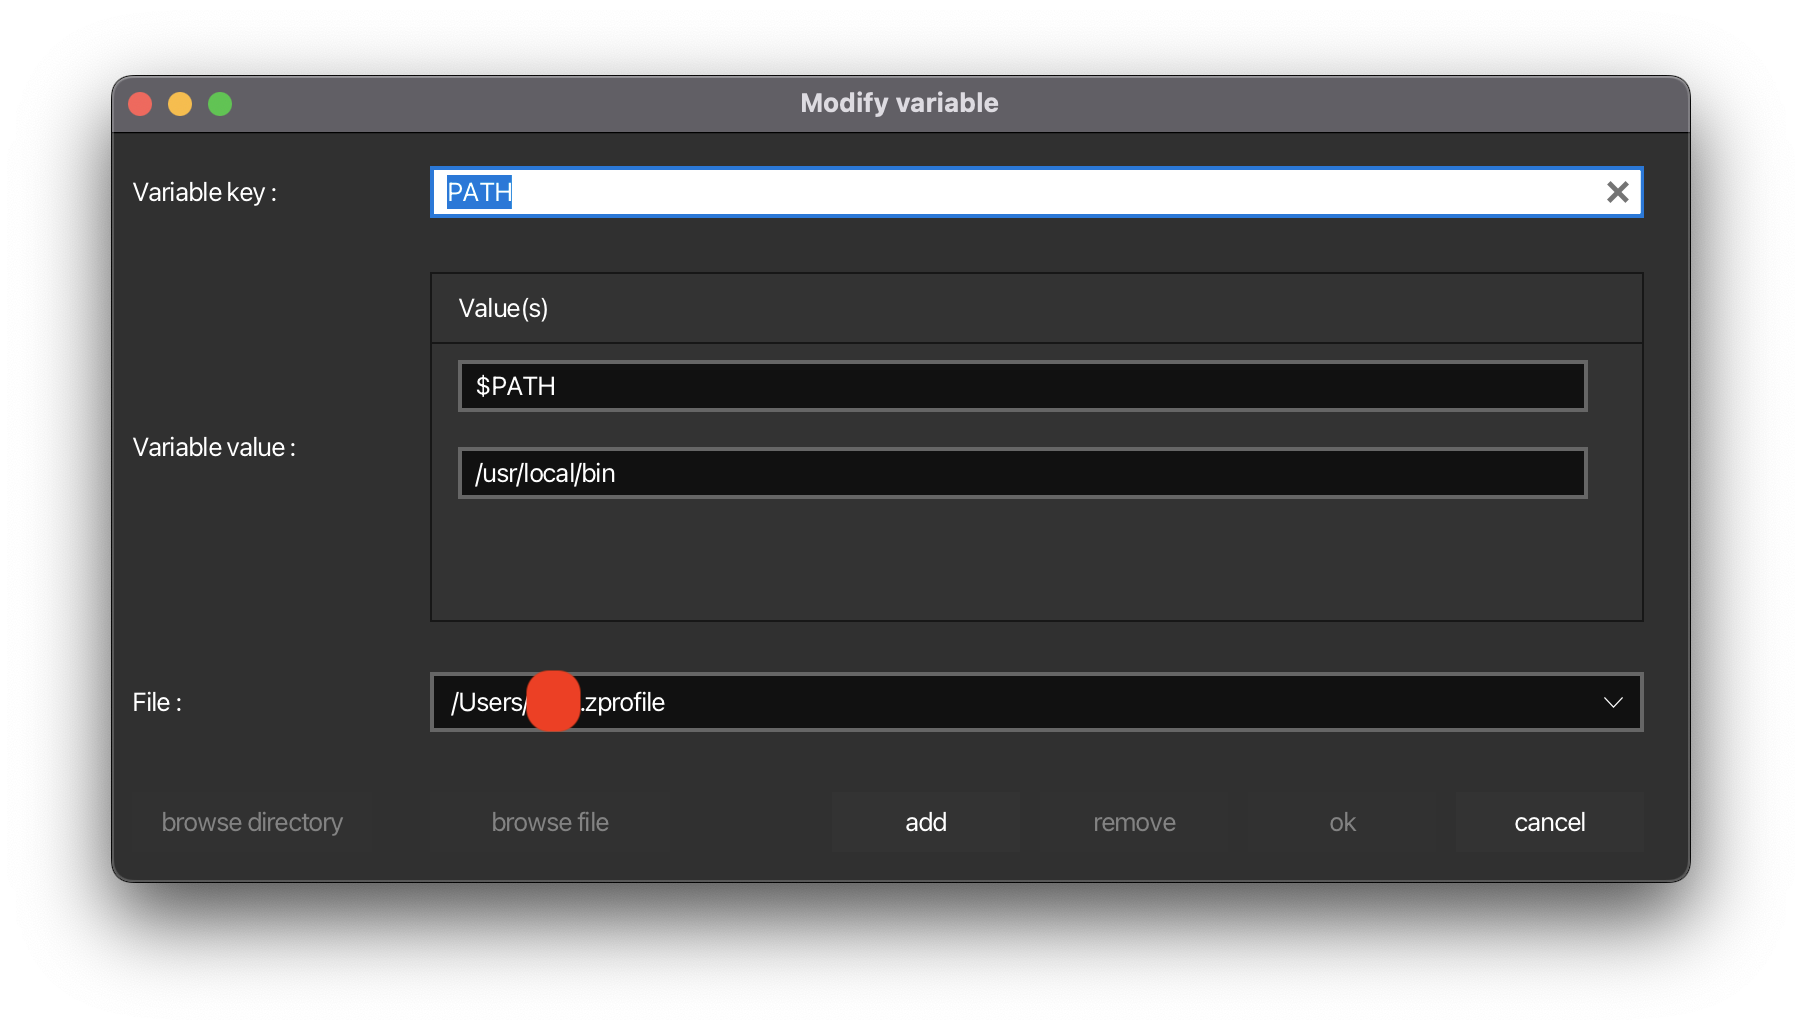 Modify variable
Variable key :
PATH
Value(s)
$PATH
Variable value :
/usr/local/bin
File :
/Users/ .zprofile
browse directory
browse file
add
remove
ok
cancel